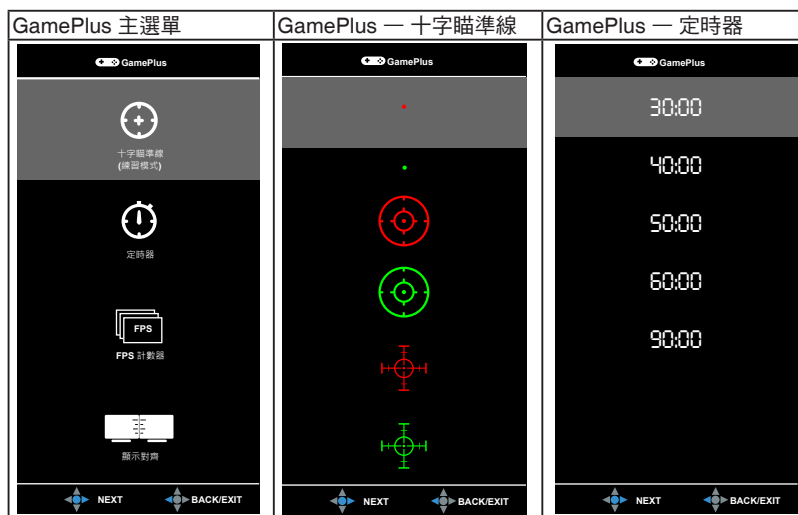 GamePlus 主選單
GamePlus
十字瞄準線
(練習模式)
定時器
FPS
FPS 計數器
顯示對齊
NEXT BACK/EXIT
GamePlus — 十字瞄準線
GamePlus
NEXT BACK/EXIT
GamePlus — 定時器
GamePlus
30:00
40:00
50:00
60:00
90:00
NEXT BACK/EXIT